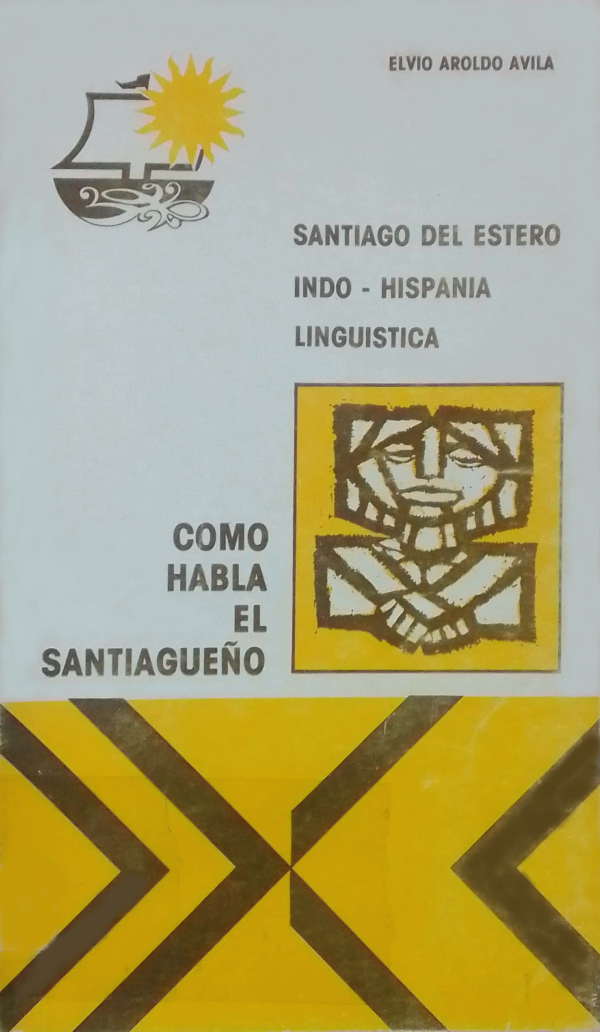 ELVIO AROLDO AVILA
SANTIAGO DEL ESTERO
INDO - HISPANIA
LINGUISTICA
COMO
HABLA
EL
SANTIAGUEÑO